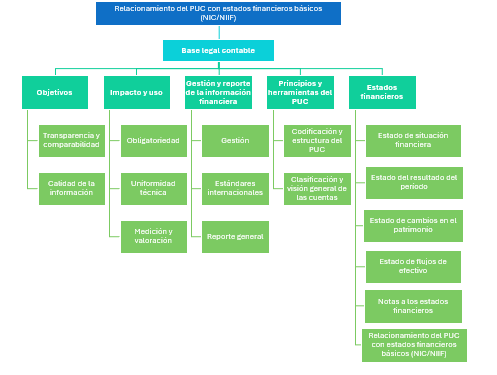 Relacionamiento del PUC con estados financieros básicos
(NIC/NIIF)
Base legal contable
Objetivos
Transparencia y
comparabilidad
Calidad de la
información
Impacto y uso
Obligatoriedad
Uniformidad
técnica
Medición y
valoración
Gestión y reporte
de la información
financiera
Gestión
Estándares
internacionales
Reporte general
Principios y
herramientas del
PUC
Codificación y
estructura del
PUC
Clasificación y
visión general de
las cuentas
Estados
financieros
Estado de situación
financiera
Estado del resultado del
período
Estado de cambios en el
patrimonio
Estado de flujos de
efectivo
Notas a los estados
financieros
Relacionamiento del PUC
con estados financieros
básicos (NIC/NIIF)